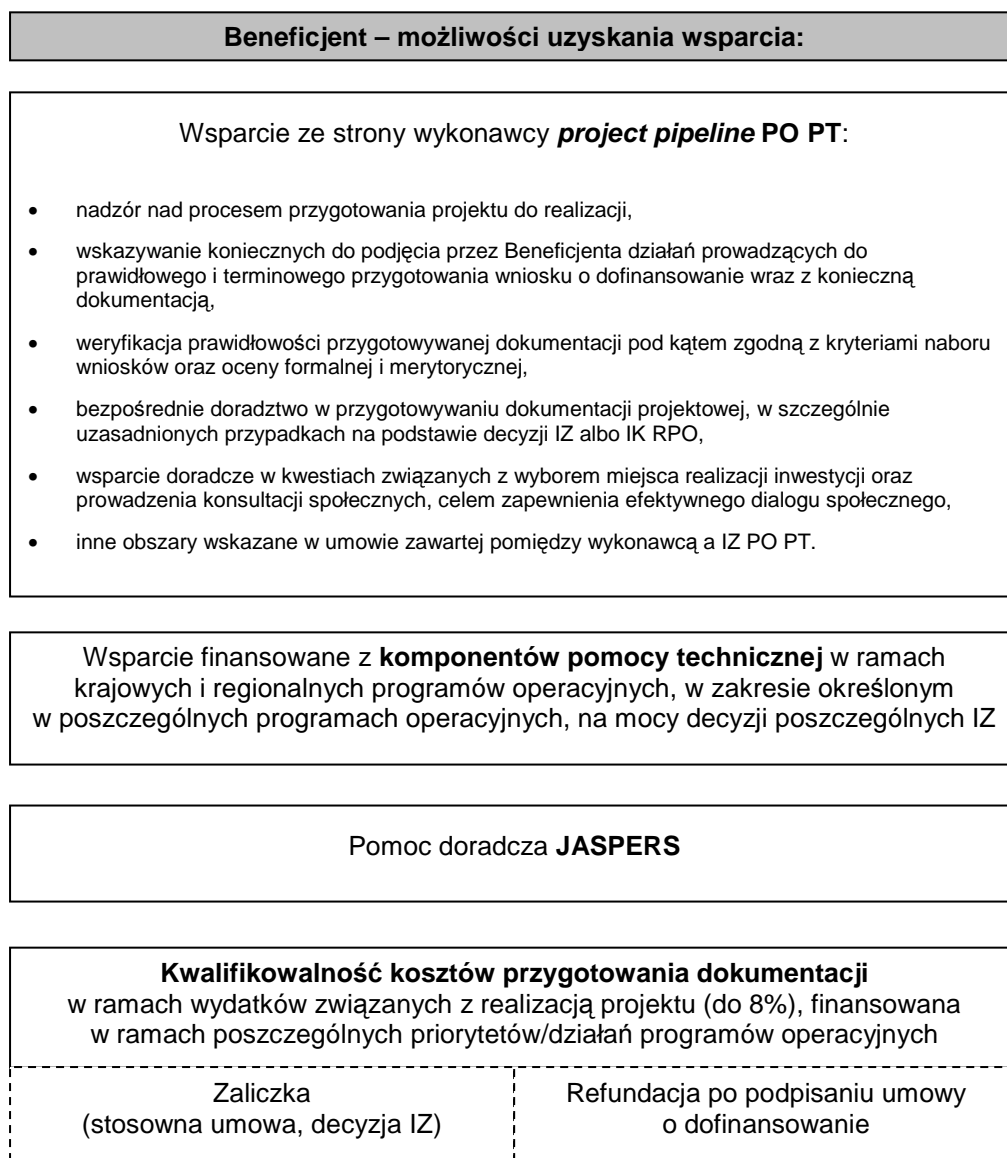 Beneficjent – możliwości uzyskania wsparcia:
Wsparcie ze strony wykonawcy project pipeline PO PT:
• nadzór nad procesem przygotowania projektu do realizacji,
• wskazywanie koniecznych do podjęcia przez Beneficjenta działań prowadzących do
prawidłowego i terminowego przygotowania wniosku o dofinansowanie wraz z konieczną
dokumentacją,
• weryfikacja prawidłowości przygotowywanej dokumentacji pod kątem zgodną z kryteriami naboru
wniosków oraz oceny formalnej i merytorycznej,
• bezpośrednie doradztwo w przygotowywaniu dokumentacji projektowej, w szczególnie
uzasadnionych przypadkach na podstawie decyzji IZ albo IK RPO,
• wsparcie doradcze w kwestiach związanych z wyborem miejsca realizacji inwestycji oraz
prowadzenia konsultacji społecznych, celem zapewnienia efektywnego dialogu społecznego,
• inne obszary wskazane w umowie zawartej pomiędzy wykonawcą a IZ PO PT.
Wsparcie finansowane z komponentów pomocy technicznej w ramach
krajowych i regionalnych programów operacyjnych, w zakresie określonym
w poszczególnych programach operacyjnych, na mocy decyzji poszczególnych IZ
Pomoc doradcza JASPERS
Kwalifikowalność kosztów przygotowania dokumentacji
w ramach wydatków związanych z realizacją projektu (do 8%), finansowana
w ramach poszczególnych priorytetów/działań programów operacyjnych
Zaliczka
(stosowna umowa, decyzja IZ)
Refundacja po podpisaniu umowy
o dofinansowanie